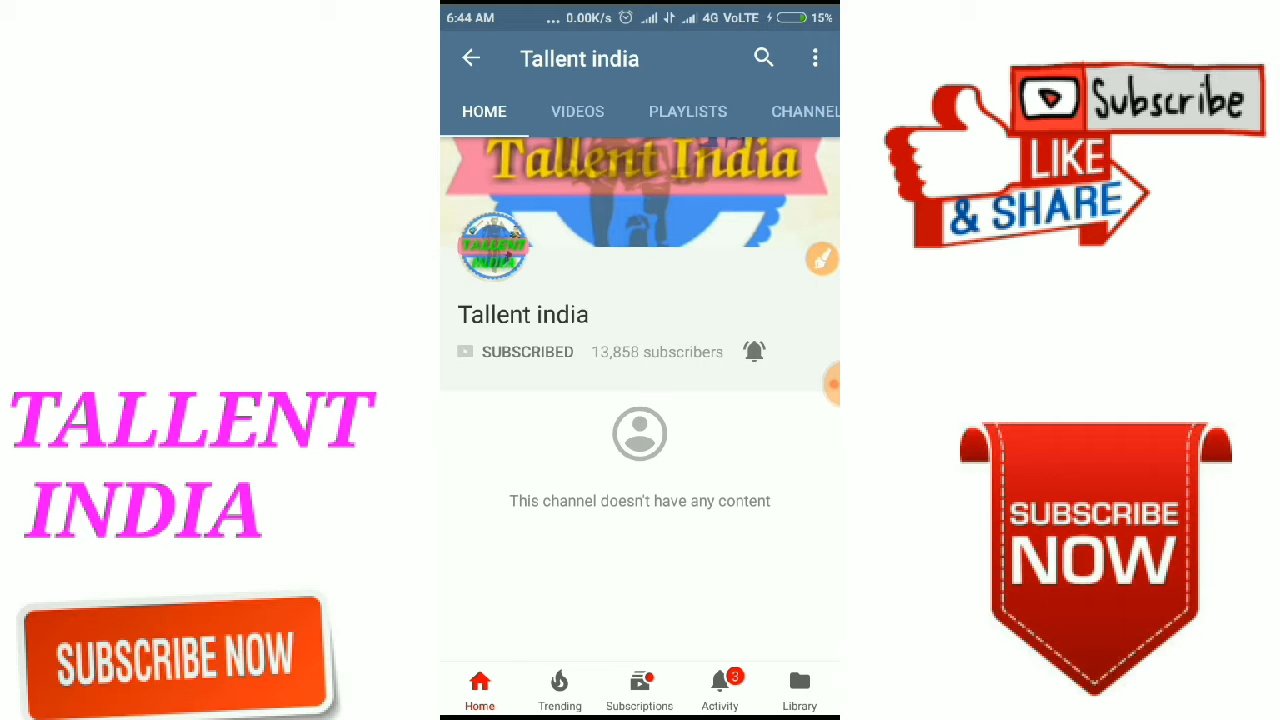 6:44 AM ... 0.00K/s 4G VoLTE 15%
Tallent india
HOME VIDEOS PLAYLISTS CHANNEL
Tallent India
TALLENT
INDIA
Tallent india
SUBSCRIBED 13,858 subscribers
This channel doesn't have any content
3
Home Trending Subscriptions Activity Library
TALLENT
INDIA
SUBSCRIBE NOW
Subscribe
LIKE
& SHARE
SUBSCRIBE
NOW